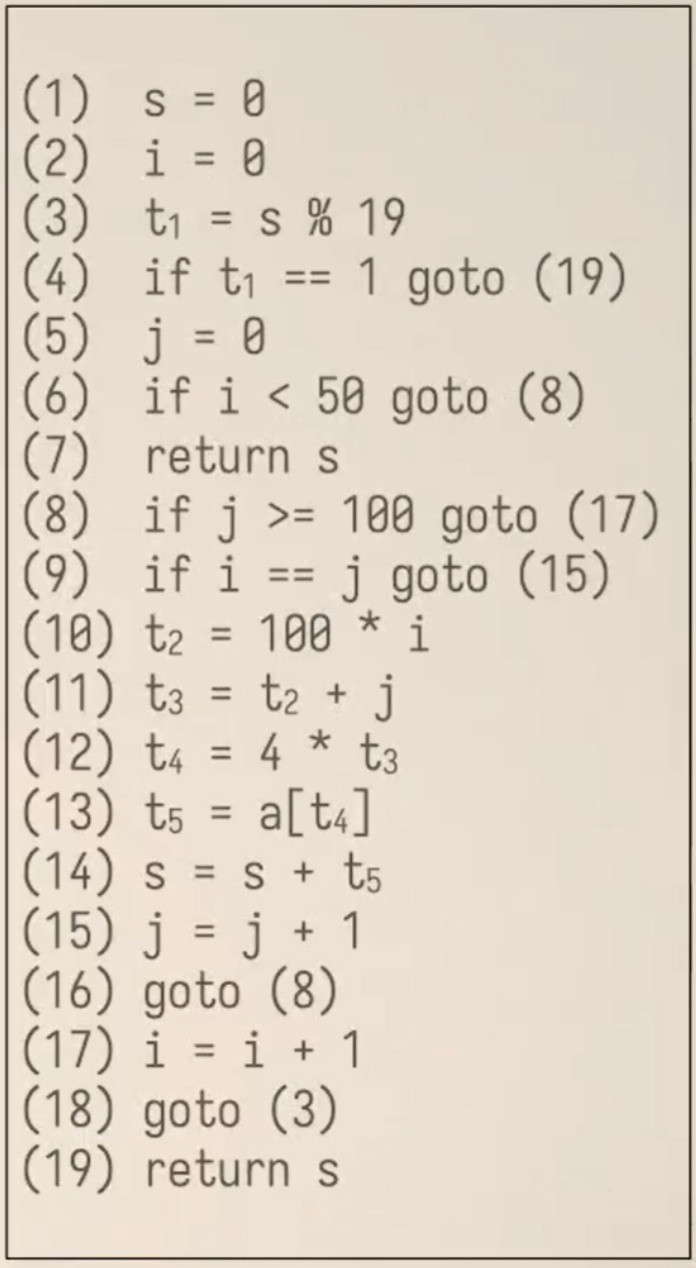 (1) s = 0
(2) i = 0
(3) t₁ = s % 19
(4) if t₁ == 1 goto (19)
(5) j = 0
(6) if i < 50 goto (8)
(7) return s
(8) if j >= 100 goto (17)
(9) if i == j goto (15)
(10) t₂ = 100 * i
(11) t₃ = t₂ + j
(12) t₄ = 4 * t₃
(13) t₅ = a[t₄]
(14) s = s + t₅
(15) j = j + 1
(16) goto (8)
(17) i = i + 1
(18) goto (3)
(19) return s